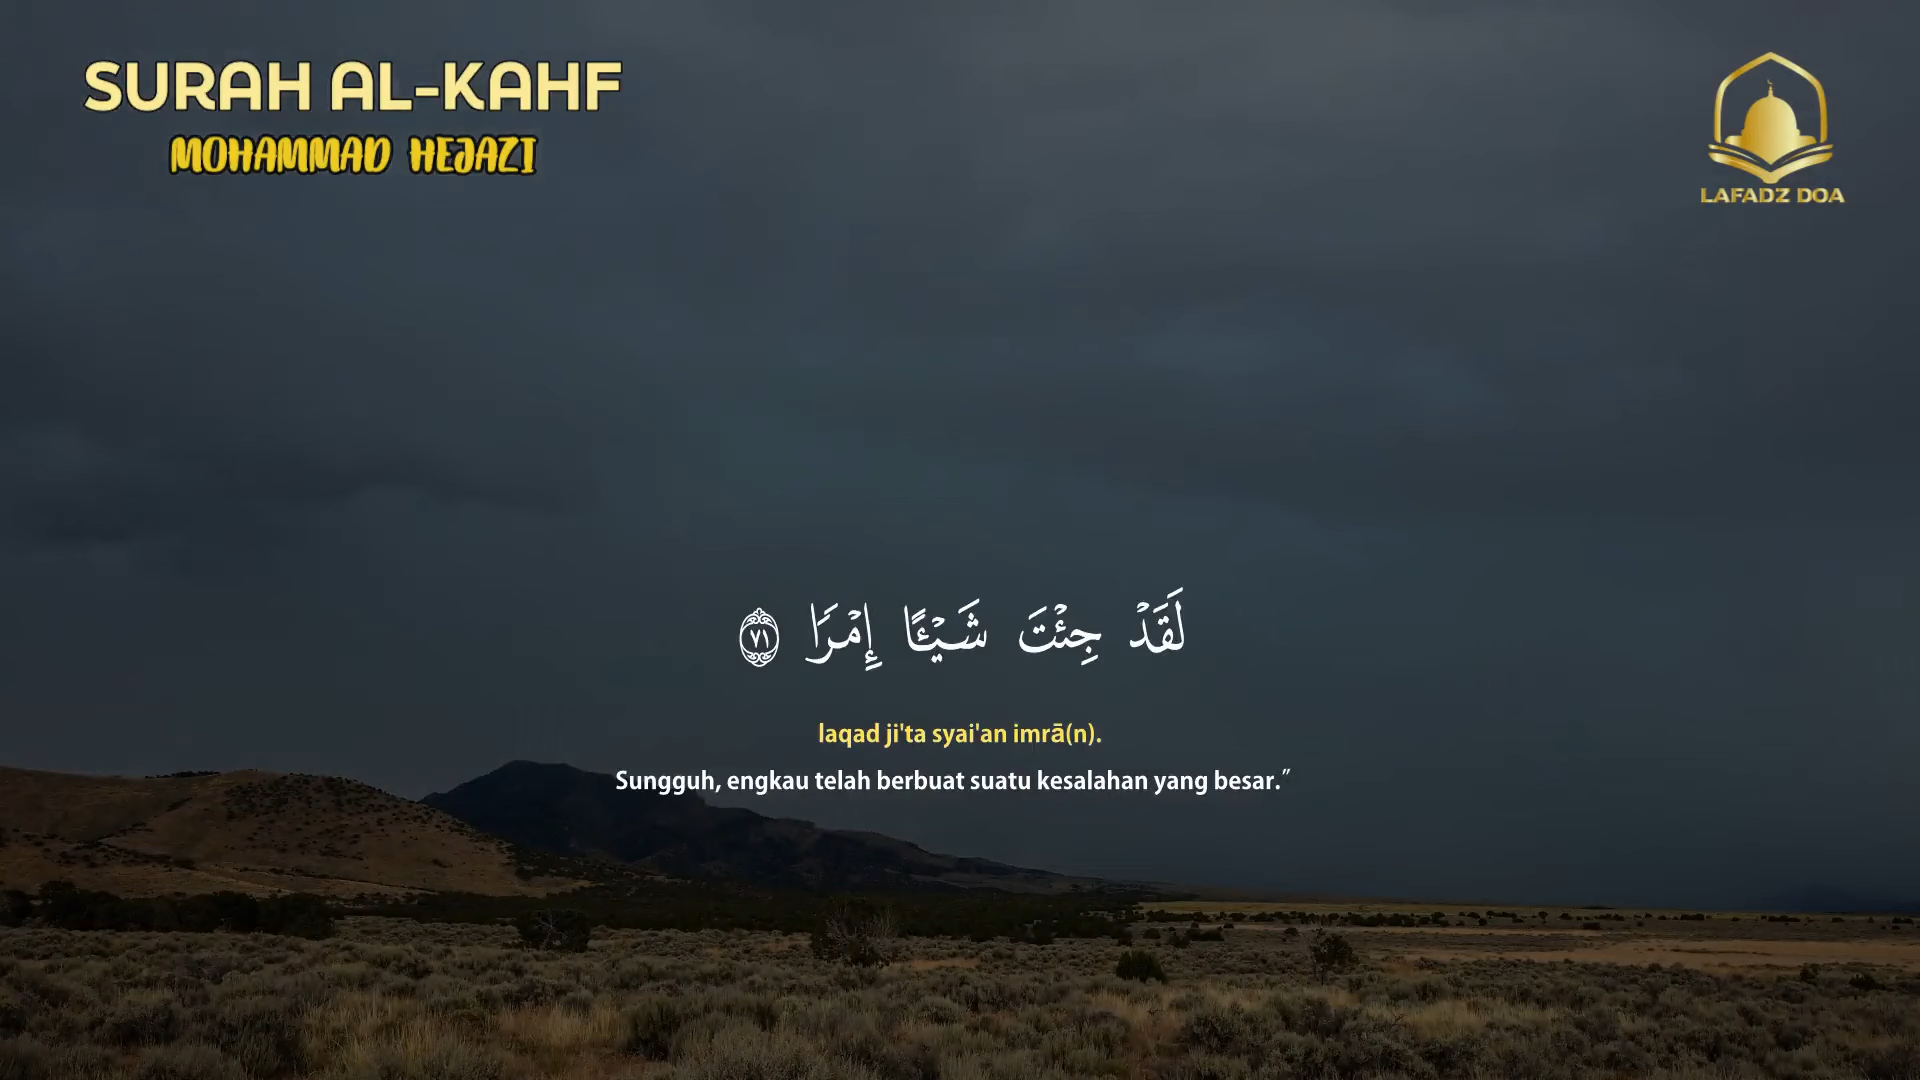 SURAH AL-KAHF
MOHAMMAD HEJAZI
LAFADZ DOA
لَقَدْ جِئْتَ شَيْـًٔا إِمْرًا ٧١
laqad ji'ta syai'an imrā(n).
Sungguh, engkau telah berbuat suatu kesalahan yang besar.”